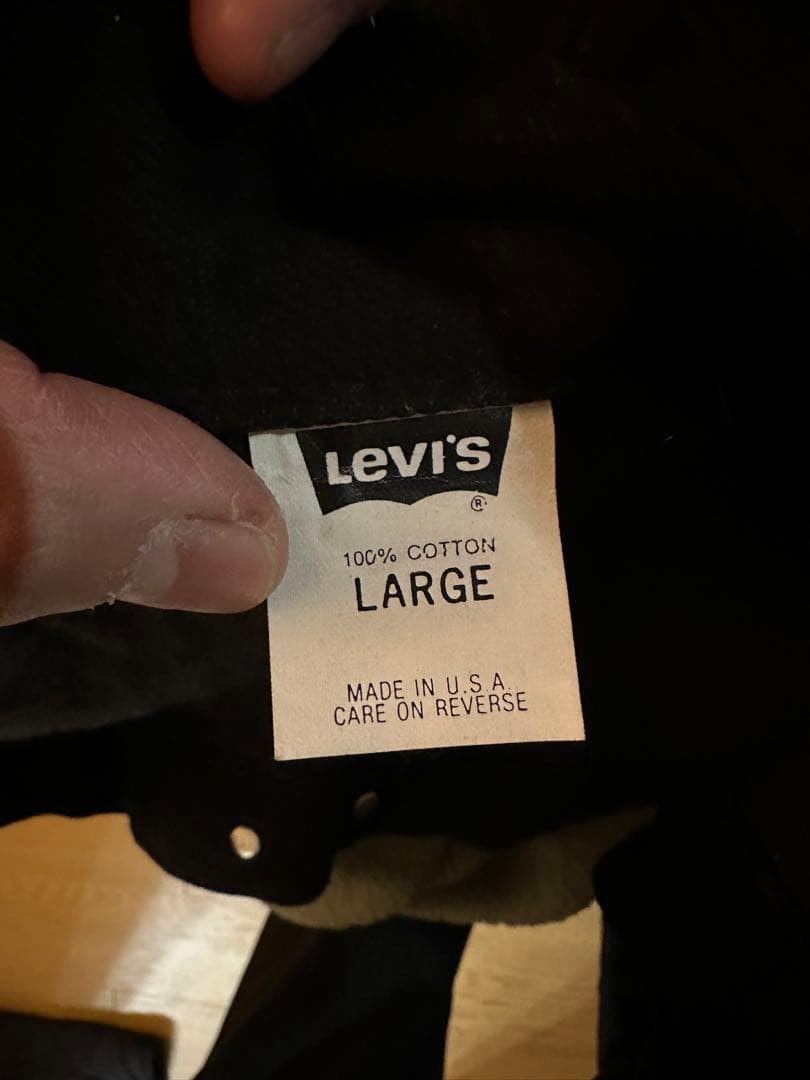 LEVI'S
®
100% COTTON
LARGE
MADE IN U.S.A.
CARE ON REVERSE